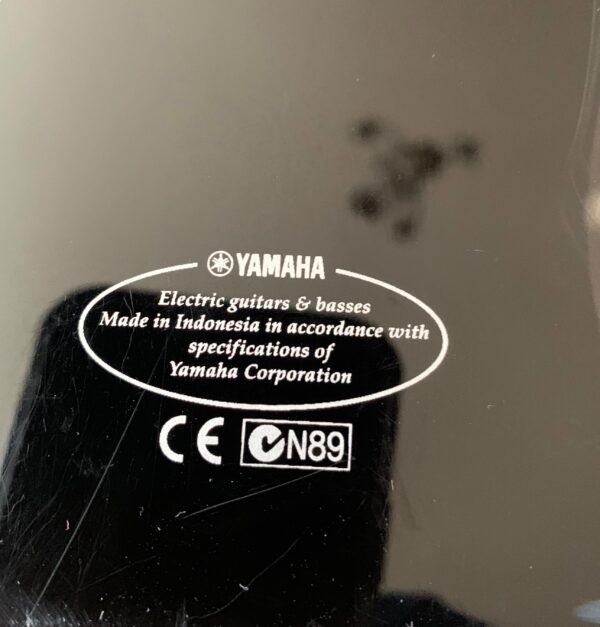 YAMAHA
Electric guitars & basses
Made in Indonesia in accordance with
specifications of
Yamaha Corporation
CE N89